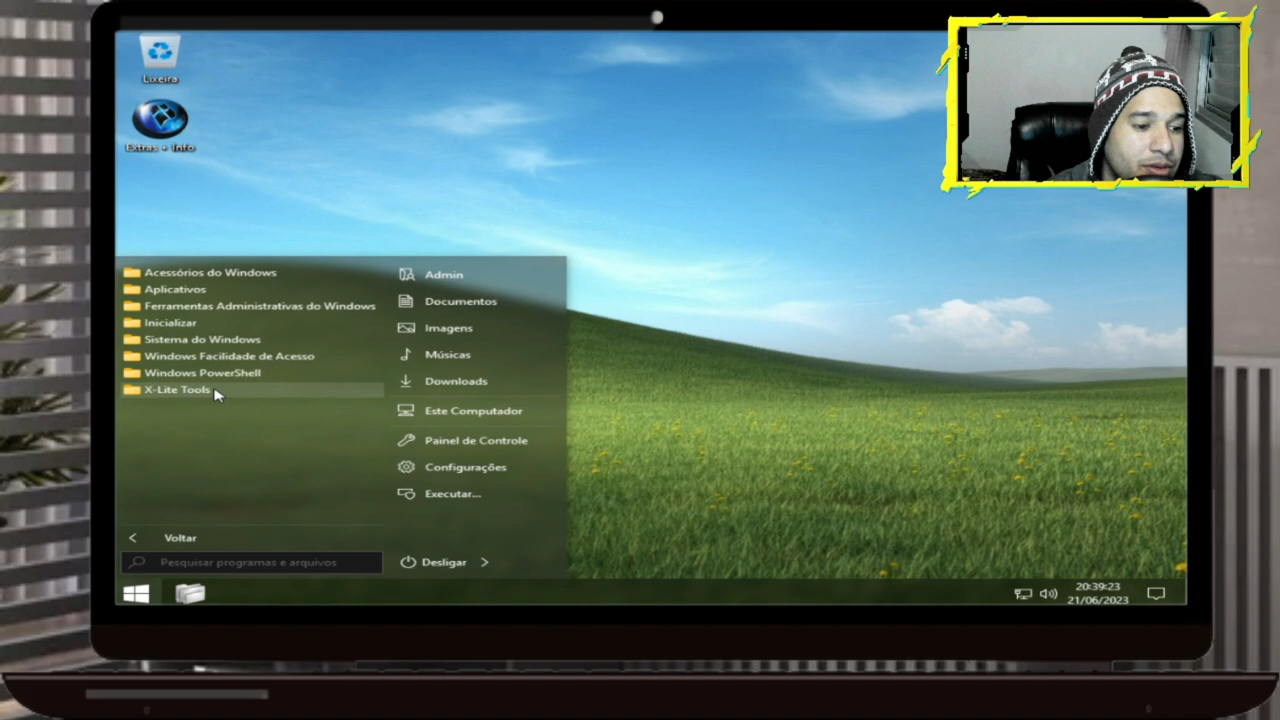 Lixeira
Extras + Info
Acessórios do Windows
Aplicativos
Ferramentas Administrativas do Windows
Inicializar
Sistema do Windows
Windows Facilidade de Acesso
Windows PowerShell
X-Lite Tools
Voltar
Pesquisar programas e arquivos
Admin
Documentos
Imagens
Músicas
Downloads
Este Computador
Painel de Controle
Configurações
Executar...
Desligar
20:39:23
21/06/2023